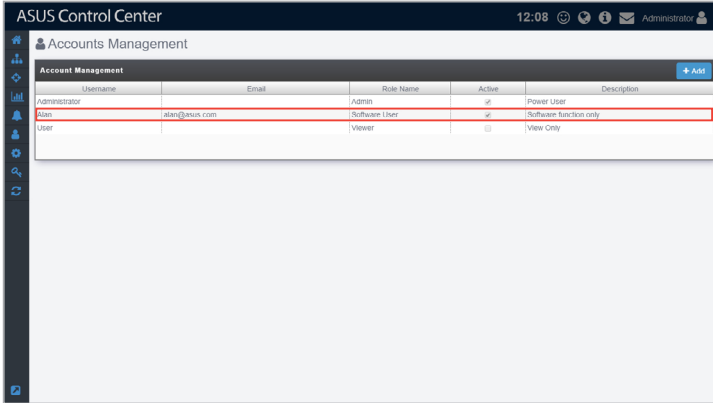 ASUS Control Center
12:08 Administrator
Accounts Management
Account Management + Add
Username Email Role Name Active Description
Administrator Admin Power User
Alan alan@asus.com Software User Software function only
User Viewer View Only